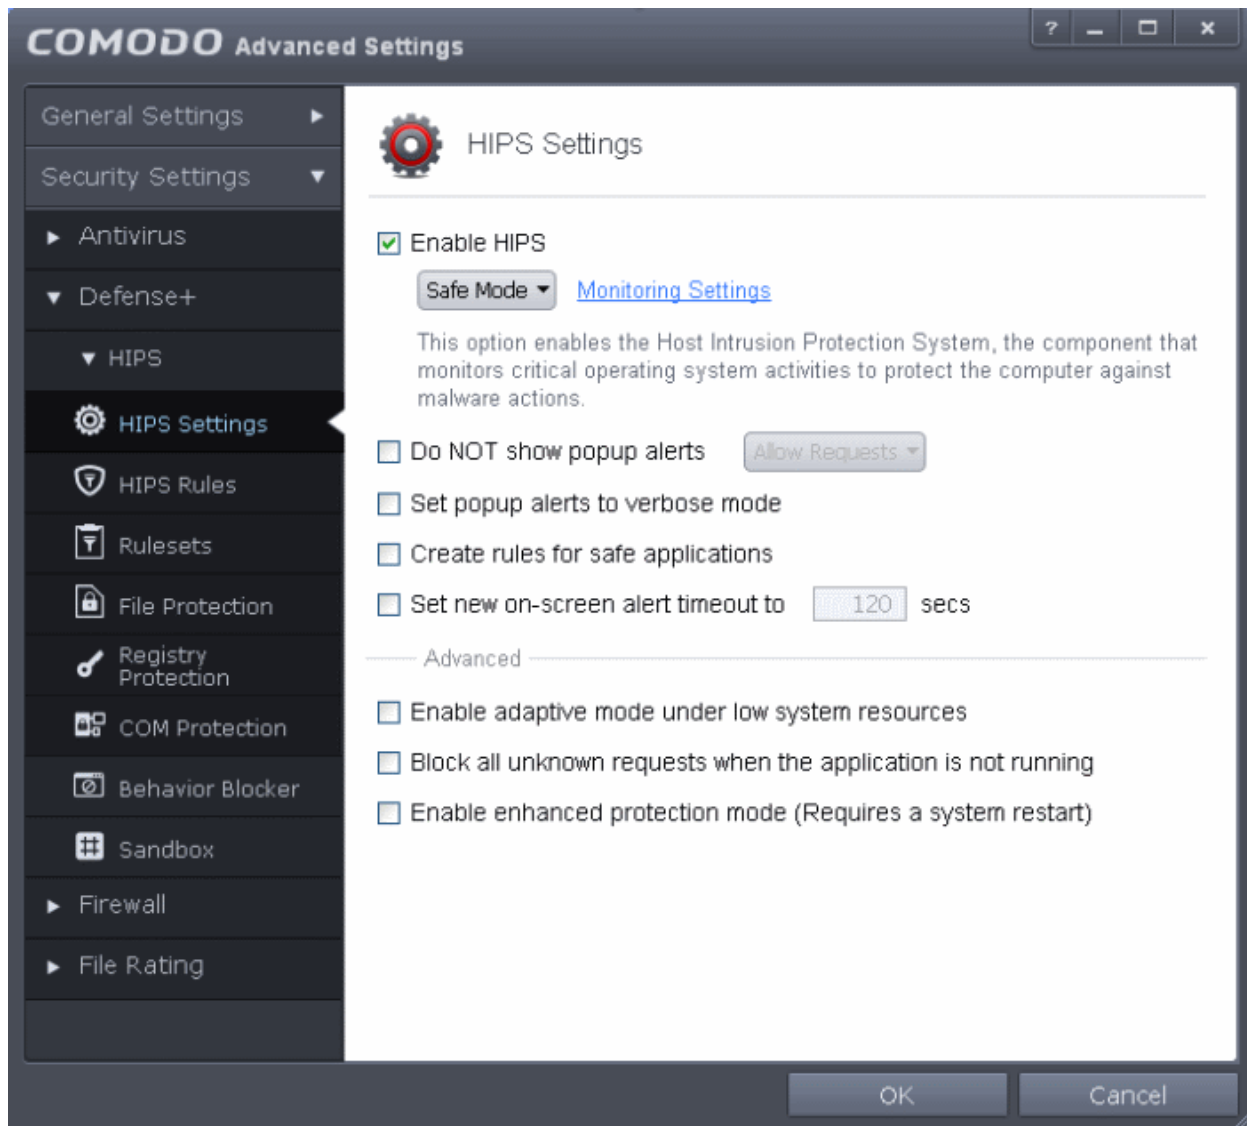 COMODO Advanced Settings
?
General Settings
Security Settings
Antivirus
Defense+
HIPS
HIPS Settings
HIPS Rules
Rulesets
File Protection
Registry
Protection
COM Protection
Behavior Blocker
Sandbox
Firewall
File Rating
HIPS Settings
Enable HIPS
Safe Mode Monitoring Settings
This option enables the Host Intrusion Protection System, the component that
monitors critical operating system activities to protect the computer against
malware actions.
Do NOT show popup alerts Allow Requests
Set popup alerts to verbose mode
Create rules for safe applications
Set new on-screen alert timeout to 120 secs
Advanced
Enable adaptive mode under low system resources
Block all unknown requests when the application is not running
Enable enhanced protection mode (Requires a system restart)
OK Cancel